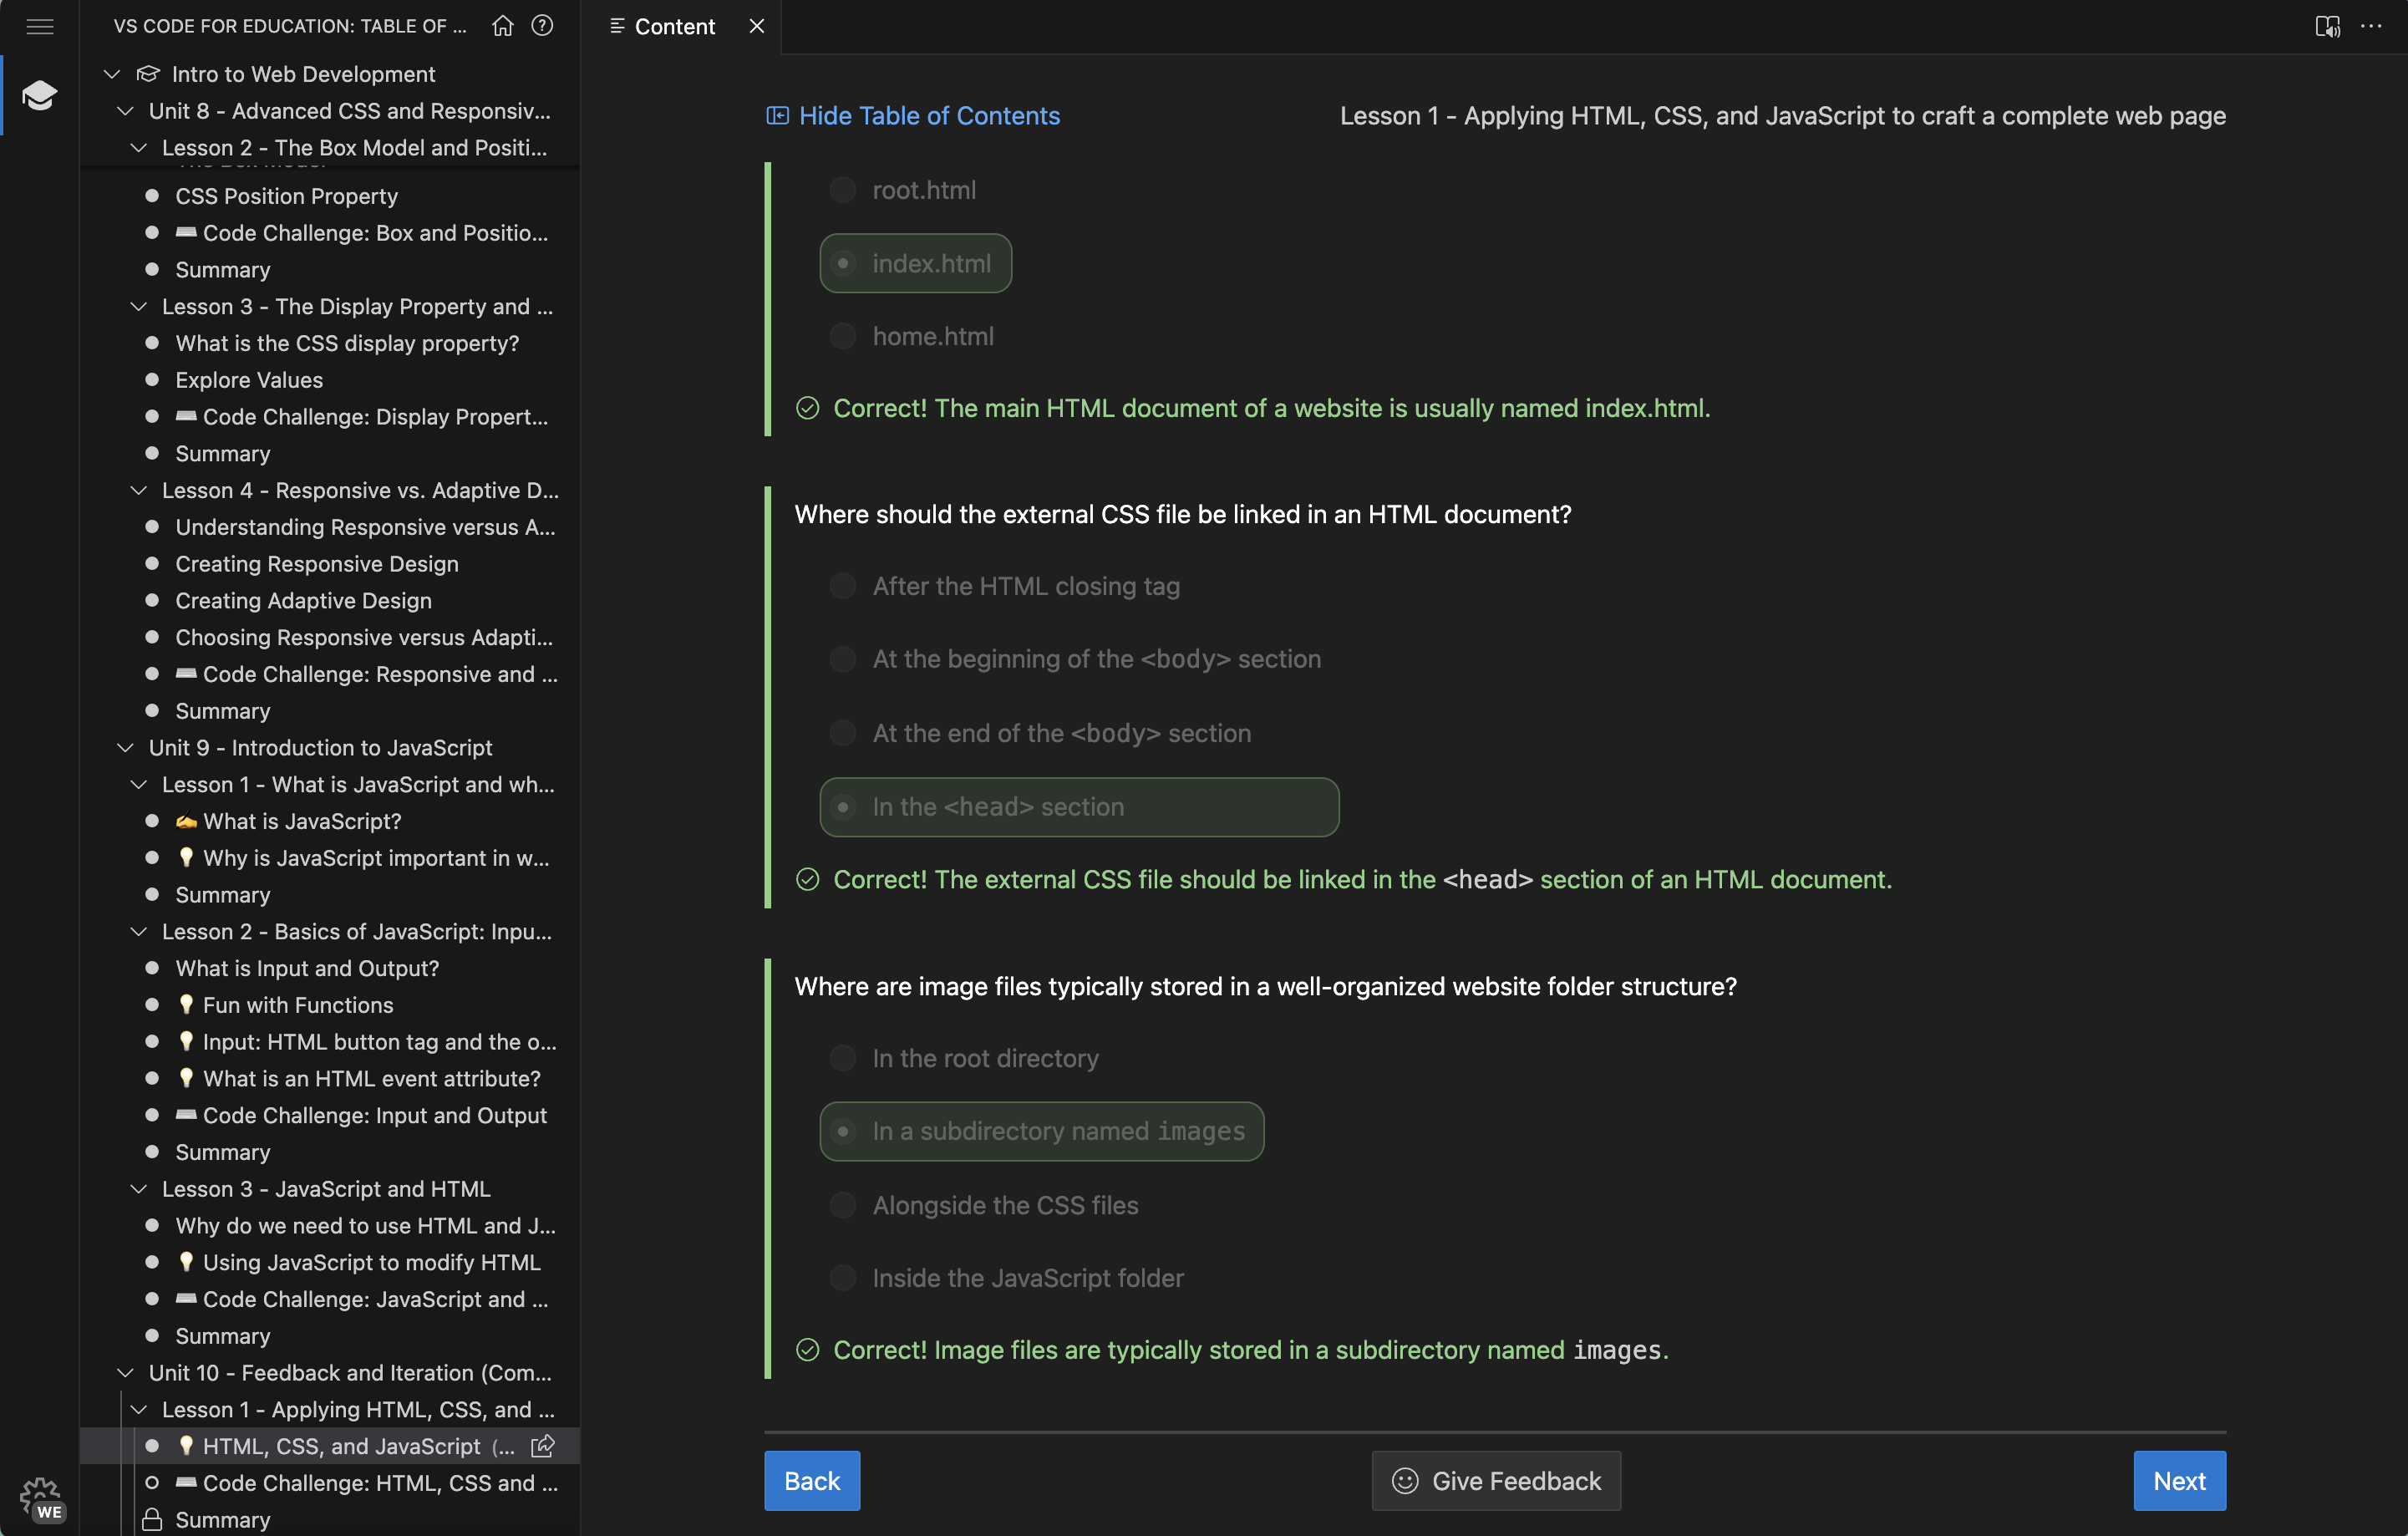 VS CODE FOR EDUCATION: TABLE OF ...
Intro to Web Development
Unit 8 - Advanced CSS and Responsiv...
Lesson 2 - The Box Model and Positi...
CSS Position Property
Code Challenge: Box and Positio...
Summary
Lesson 3 - The Display Property and ...
What is the CSS display property?
Explore Values
Code Challenge: Display Propert...
Summary
Lesson 4 - Responsive vs. Adaptive D...
Understanding Responsive versus A...
Creating Responsive Design
Creating Adaptive Design
Choosing Responsive versus Adapti...
Code Challenge: Responsive and ...
Summary
Unit 9 - Introduction to JavaScript
Lesson 1 - What is JavaScript and wh...
What is JavaScript?
Why is JavaScript important in w...
Summary
Lesson 2 - Basics of JavaScript: Inpu...
What is Input and Output?
Fun with Functions
Input: HTML button tag and the o...
What is an HTML event attribute?
Code Challenge: Input and Output
Summary
Lesson 3 - JavaScript and HTML
Why do we need to use HTML and J...
Using JavaScript to modify HTML
Code Challenge: JavaScript and ...
Summary
Unit 10 - Feedback and Iteration (Com...
Lesson 1 - Applying HTML, CSS, and ...
HTML, CSS, and JavaScript (...
Code Challenge: HTML, CSS and ...
Summary
WE
Content
Hide Table of Contents
Lesson 1 - Applying HTML, CSS, and JavaScript to craft a complete web page
root.html
index.html
home.html
Correct! The main HTML document of a website is usually named index.html.
Where should the external CSS file be linked in an HTML document?
After the HTML closing tag
At the beginning of the <body> section
At the end of the <body> section
In the <head> section
Correct! The external CSS file should be linked in the <head> section of an HTML document.
Where are image files typically stored in a well-organized website folder structure?
In the root directory
In a subdirectory named images
Alongside the CSS files
Inside the JavaScript folder
Correct! Image files are typically stored in a subdirectory named images.
Back
Give Feedback
Next